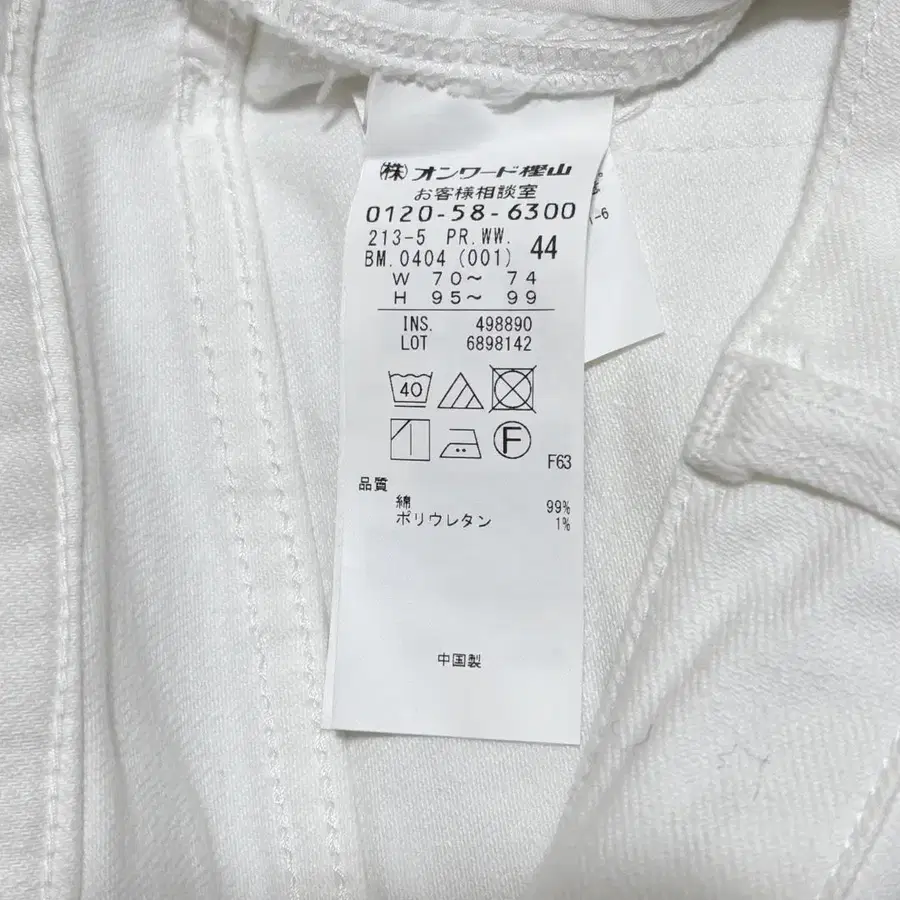 (株)オンワード樫山
お客様相談室
0120-58-6300
213-5 PR.WW.
BM.0404(001) 44
W 70～ 74
H 95～ 99
INS. 498890
LOT 6898142
40
F
F63
品質
綿 99%
ポリウレタン 1%
中国製
-6